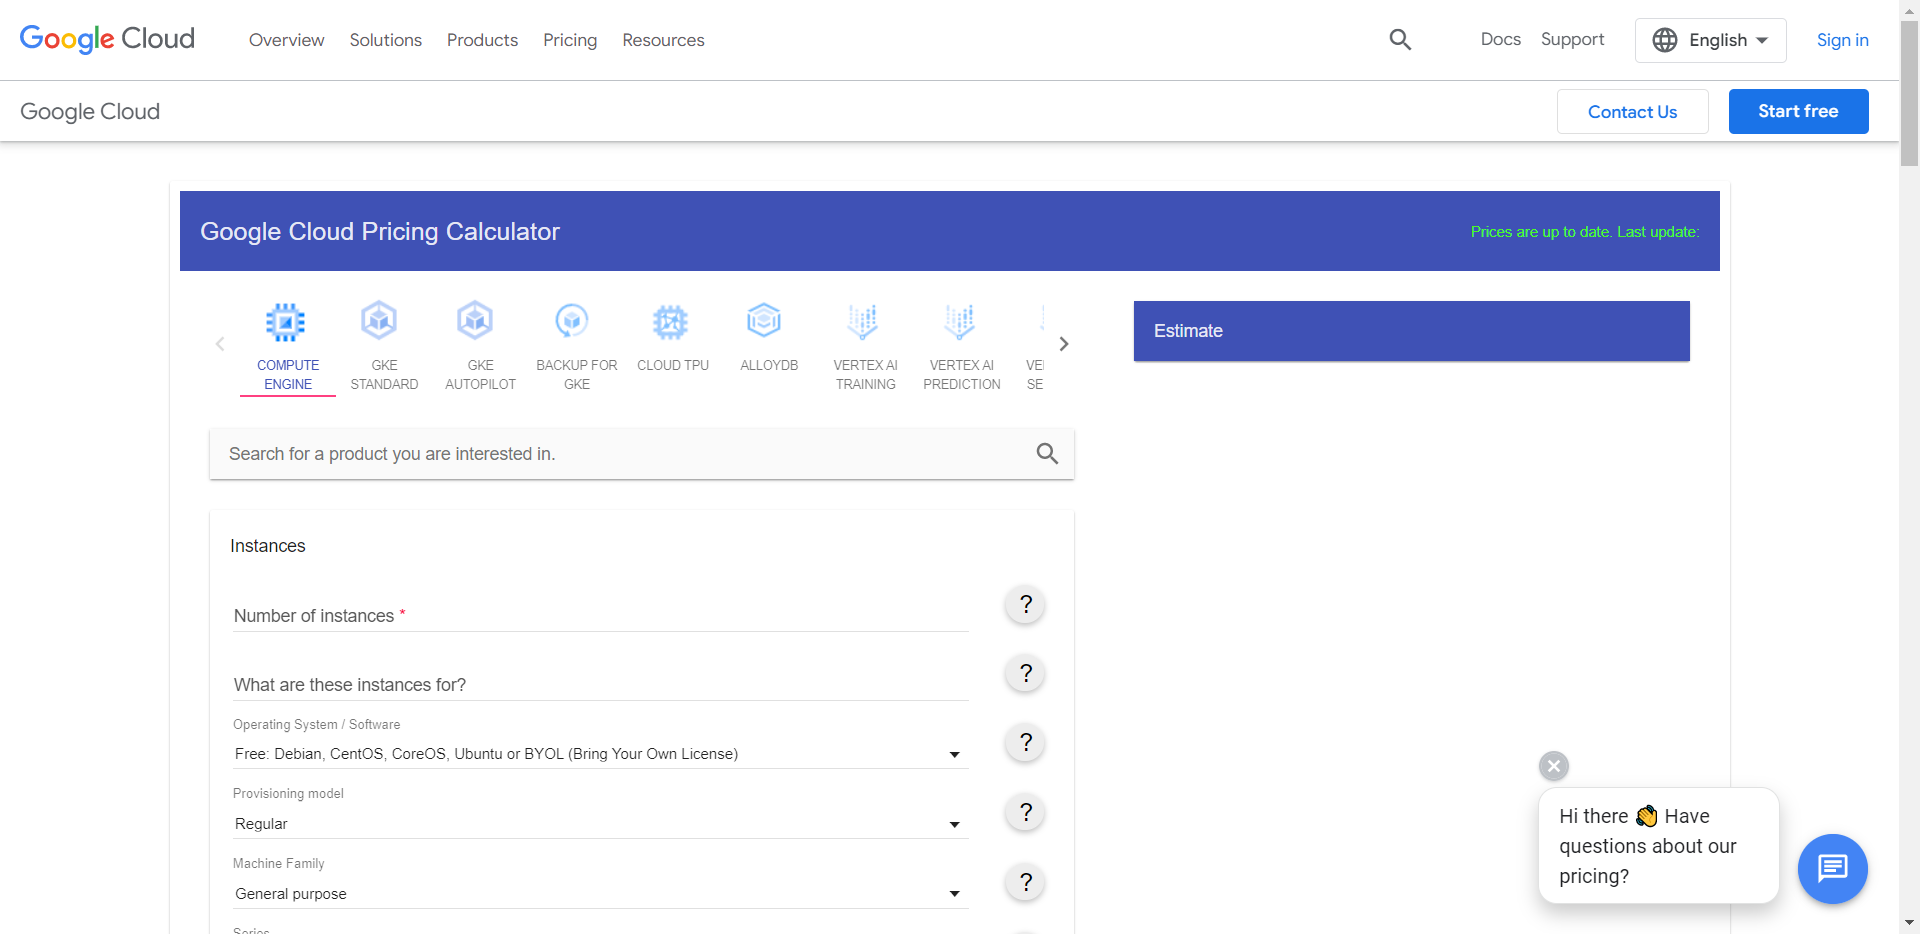 Google Cloud
Overview
Solutions
Products
Pricing
Resources
Docs
Support
English
Sign in
Google Cloud
Contact Us
Start free
Google Cloud Pricing Calculator
Prices are up to date. Last update:
COMPUTE
ENGINE
GKE
STANDARD
GKE
AUTOPILOT
BACKUP FOR
GKE
CLOUD TPU
ALLOYDB
VERTEX AI
TRAINING
VERTEX AI
PREDICTION
VE
SE
Estimate
Search for a product you are interested in.
Instances
Number of instances *
?
What are these instances for?
?
Operating System / Software
Free: Debian, CentOS, CoreOS, Ubuntu or BYOL (Bring Your Own License)
?
Provisioning model
Regular
?
Machine Family
General purpose
?
Series
Hi there 👋 Have
questions about our
pricing?